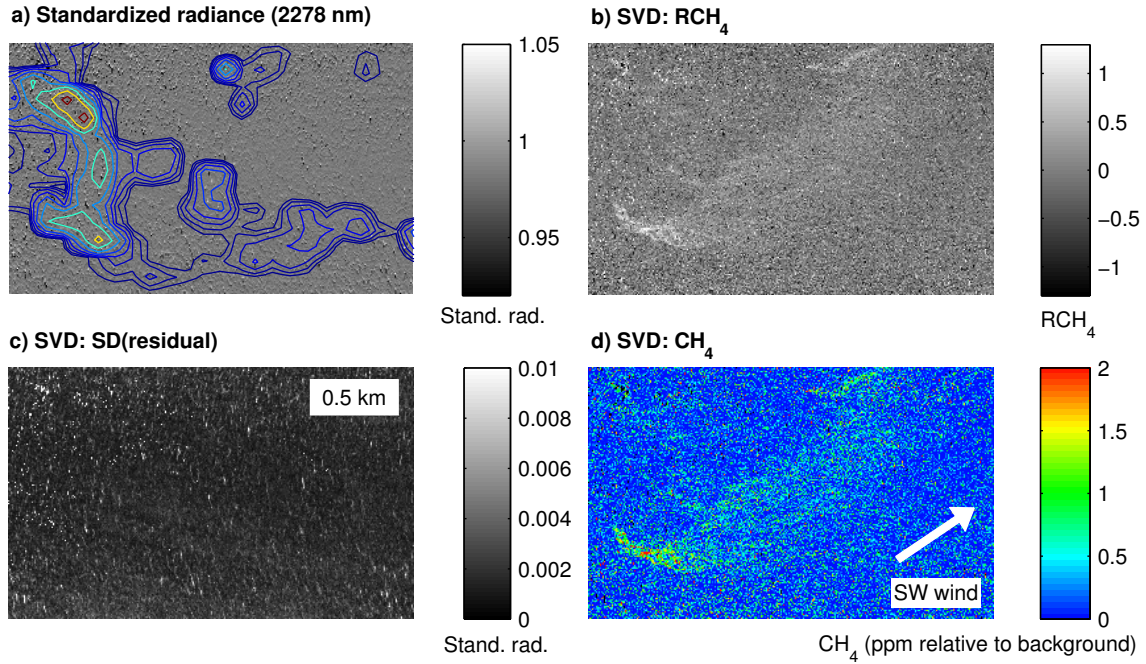 a) Standardized radiance (2278 nm)
1.05
1
0.95
Stand. rad.
b) SVD: RCH₄
1
0.5
0
−0.5
−1
RCH₄
c) SVD: SD(residual)
0.5 km
0.01
0.008
0.006
0.004
0.002
0
Stand. rad.
d) SVD: CH₄
SW wind
2
1.5
1
0.5
0
CH₄ (ppm relative to background)